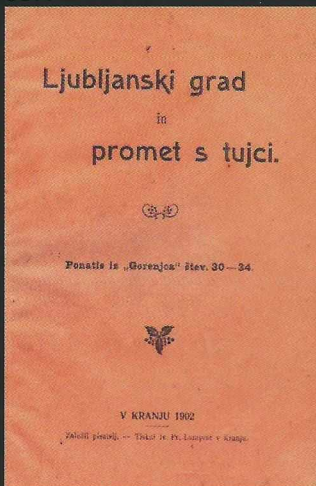 Ljubljanski grad
in
promet s tujci.
Ponatis iz „Gorenjca“ štev. 30—34.
V KRANJU 1902
Založil pisatelj. — Tiskal Iv. Pr. Lampret v Kranju.